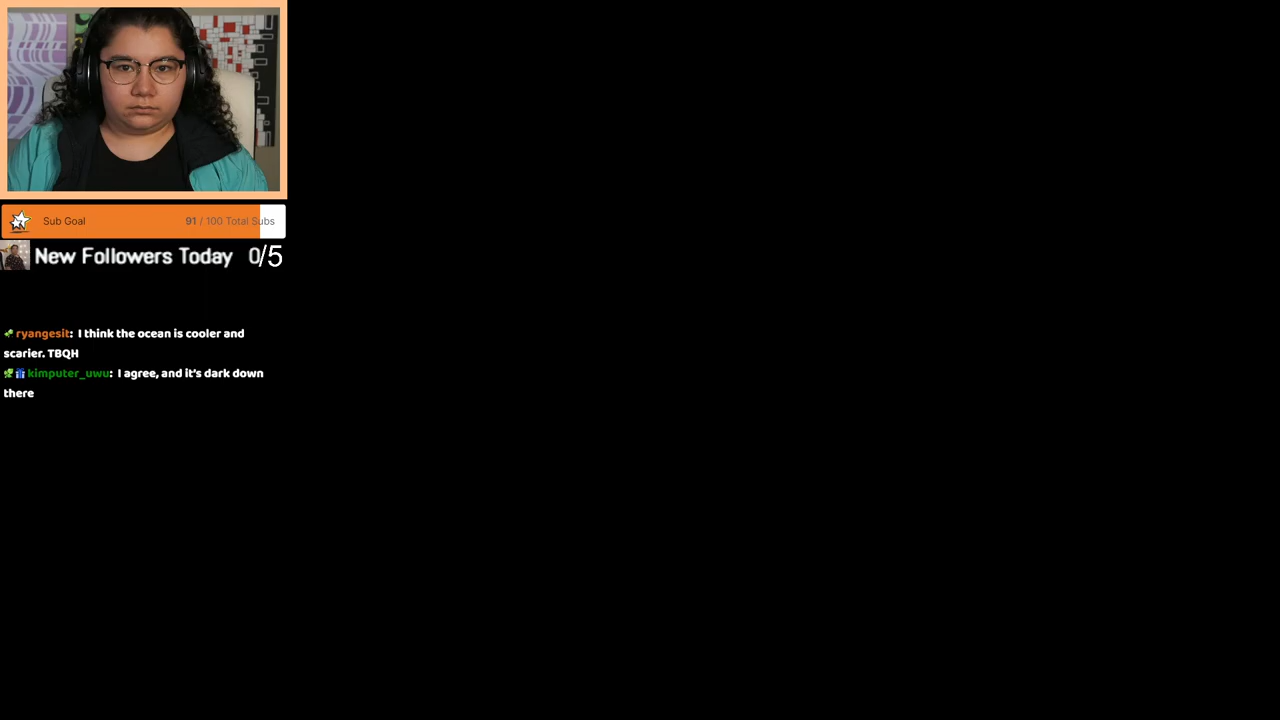 Sub Goal 91 / 100 Total Subs
New Followers Today 0/5
ryangesit: I think the ocean is cooler and
scarier. TBQH
kimputer_uwu: I agree, and it's dark down
there